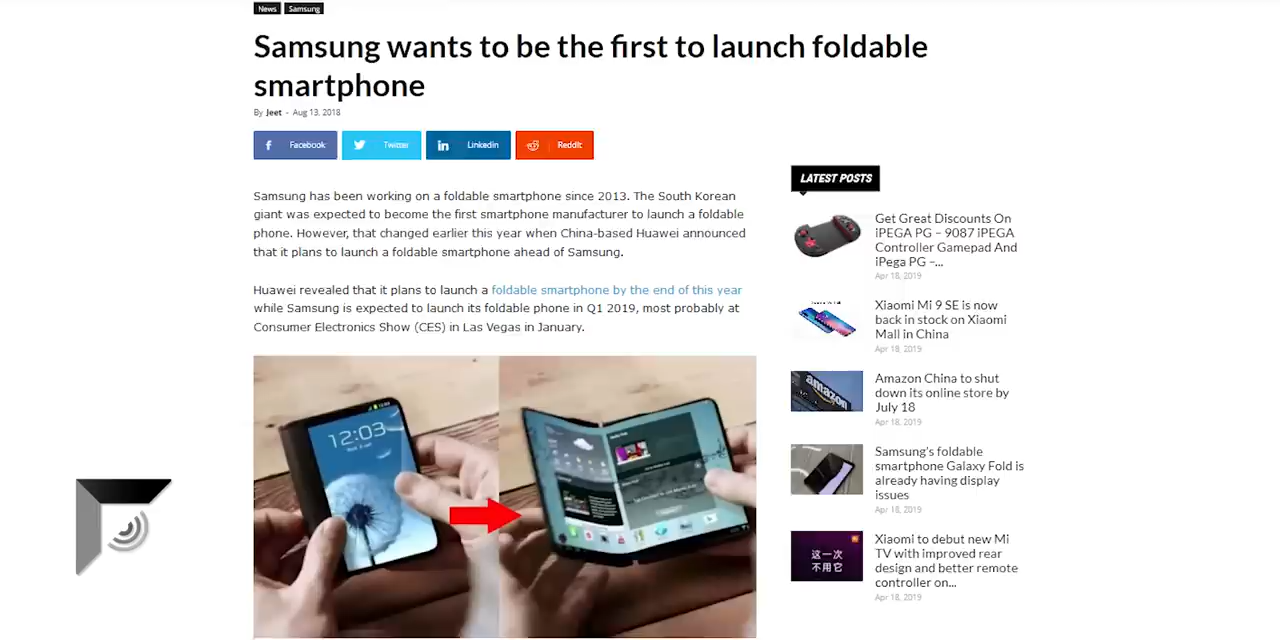 News Samsung
Samsung wants to be the first to launch foldable
smartphone
By Jeet - Aug 13, 2018
Facebook Twitter Linkedin ReddIt
Samsung has been working on a foldable smartphone since 2013. The South Korean
giant was expected to become the first smartphone manufacturer to launch a foldable
phone. However, that changed earlier this year when China-based Huawei announced
that it plans to launch a foldable smartphone ahead of Samsung.
Huawei revealed that it plans to launch a foldable smartphone by the end of this year
while Samsung is expected to launch its foldable phone in Q1 2019, most probably at
Consumer Electronics Show (CES) in Las Vegas in January.
12:03
LATEST POSTS
Get Great Discounts On
iPEGA PG – 9087 iPEGA
Controller Gamepad And
iPega PG –...
Apr 18, 2019
Xiaomi Mi 9 SE is now
back in stock on Xiaomi
Mall in China
Apr 18, 2019
amazon
Amazon China to shut
down its online store by
July 18
Apr 18, 2019
Samsung's foldable
smartphone Galaxy Fold is
already having display
issues
Apr 18, 2019
这一次
不用它
Xiaomi to debut new Mi
TV with improved rear
design and better remote
controller on...
Apr 18, 2019